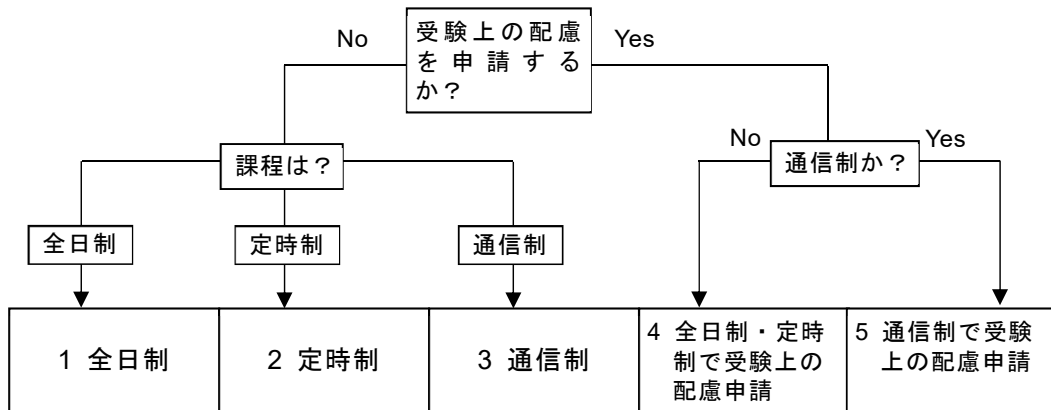 受験上の配慮
を申請する
か？
No
Yes
課程は？
No
通信制か？
Yes
全日制
定時制
通信制
1 全日制
2 定時制
3 通信制
4 全日制・定時
制で受験上の
配慮申請
5 通信制で受験
上の配慮申請